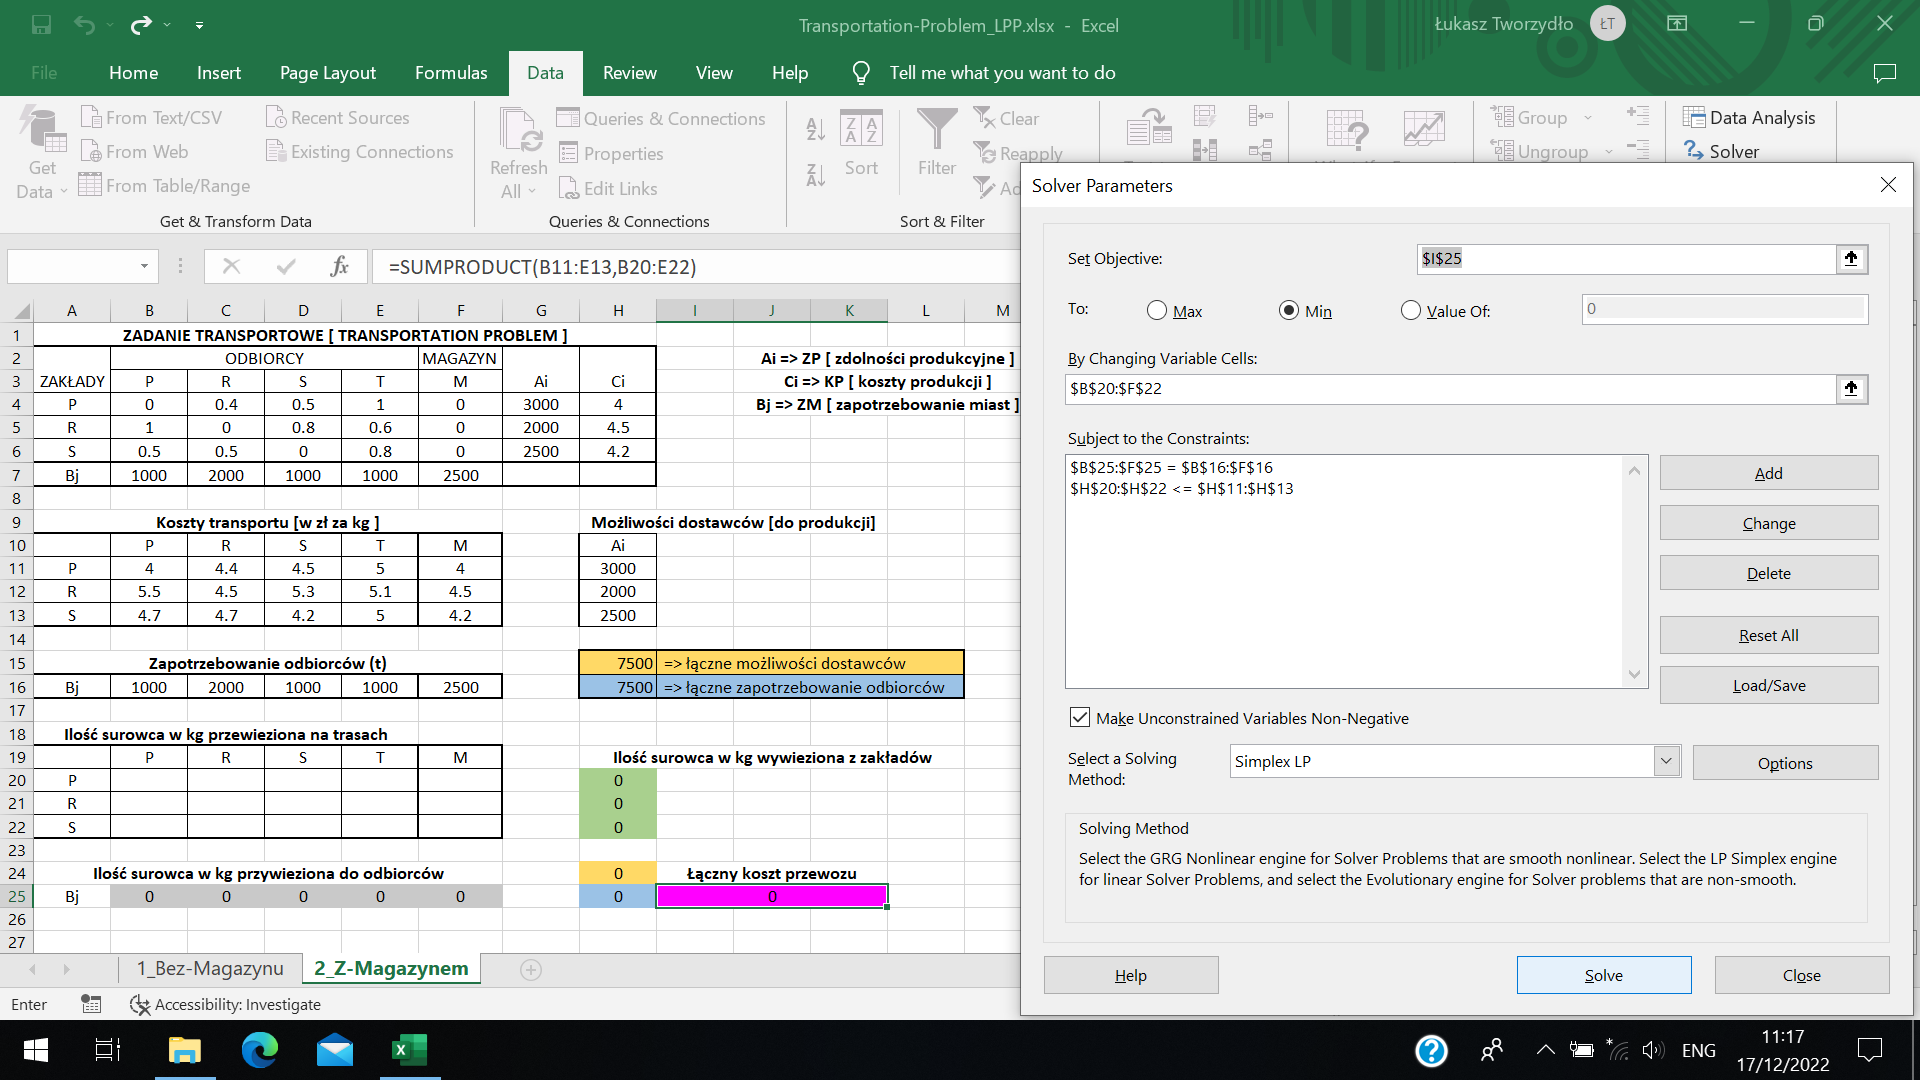 Transportation-Problem_LPP.xlsx - Excel
Łukasz Tworzydło ŁT
File Home Insert Page Layout Formulas Data Review View Help Tell me what you want to do
Get Data
From Text/CSV
From Web
From Table/Range
Recent Sources
Existing Connections
Get & Transform Data
Refresh All
Queries & Connections
Properties
Edit Links
Queries & Connections
Sort
Filter
Clear
Reapply
Sort & Filter
Group
Ungroup
Data Analysis
Solver
=SUMPRODUCT(B11:E13,B20:E22)
A B C D E F G H I J K L M
1 ZADANIE TRANSPORTOWE [ TRANSPORTATION PROBLEM ]
2 ODBIORCY MAGAZYN Ai => ZP [ zdolności produkcyjne ]
3 ZAKŁADY P R S T M Ai Ci Ci => KP [ koszty produkcji ]
4 P 0 0.4 0.5 1 0 3000 4 Bj => ZM [ zapotrzebowanie miast ]
5 R 1 0 0.8 0.6 0 2000 4.5
6 S 0.5 0.5 0 0.8 0 2500 4.2
7 Bj 1000 2000 1000 1000 2500
8
9 Koszty transportu [w zł za kg ] Możliwości dostawców [do produkcji]
10 P R S T M Ai
11 P 4 4.4 4.5 5 4 3000
12 R 5.5 4.5 5.3 5.1 4.5 2000
13 S 4.7 4.7 4.2 5 4.2 2500
14
15 Zapotrzebowanie odbiorców (t) 7500 => łączne możliwości dostawców
16 Bj 1000 2000 1000 1000 2500 7500 => łączne zapotrzebowanie odbiorców
17
18 Ilość surowca w kg przewieziona na trasach
19 P R S T M Ilość surowca w kg wywieziona z zakładów
20 P 0
21 R 0
22 S 0
23
24 Ilość surowca w kg przywieziona do odbiorców 0 Łączny koszt przewozu
25 Bj 0 0 0 0 0 0 0
26
27
1_Bez-Magazynu 2_Z-Magazynem
Enter Accessibility: Investigate
Solver Parameters
Set Objective: $I$25
To: Max Min Value Of: 0
By Changing Variable Cells:
$B$20:$F$22
Subject to the Constraints:
$B$25:$F$25 = $B$16:$F$16
$H$20:$H$22 <= $H$11:$H$13
Add
Change
Delete
Reset All
Load/Save
Make Unconstrained Variables Non-Negative
Select a Solving Method: Simplex LP Options
Solving Method
Select the GRG Nonlinear engine for Solver Problems that are smooth nonlinear. Select the LP Simplex engine
for linear Solver Problems, and select the Evolutionary engine for Solver problems that are non-smooth.
Help Solve Close
ENG
11:17
17/12/2022